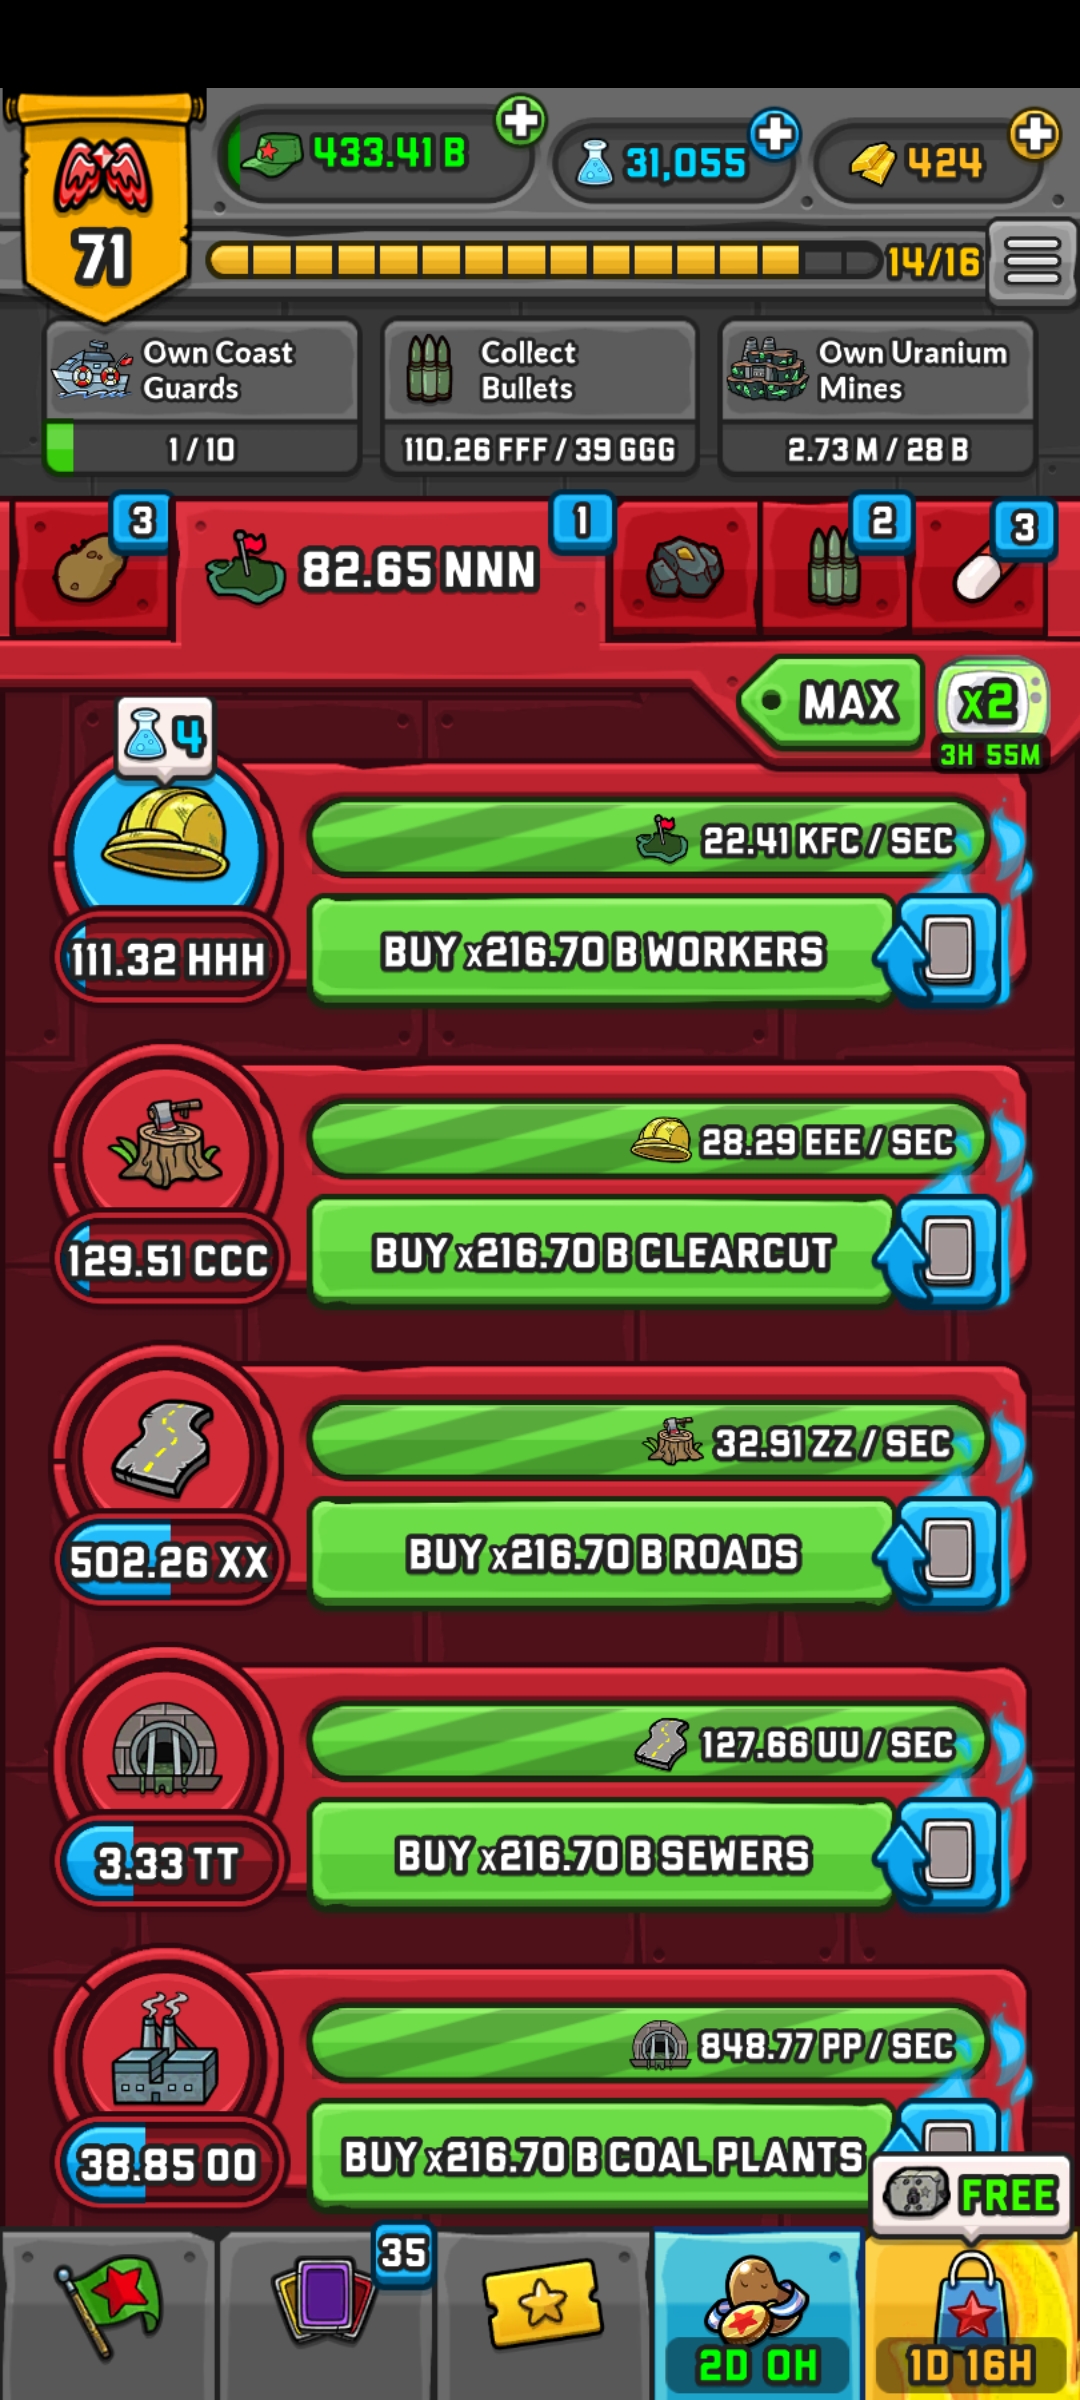 433.41 B
31,055
424
71
14/16
Own Coast
Guards
1/10
Collect
Bullets
110.26 FFF / 39 GGG
Own Uranium
Mines
2.73 M / 28 B
3
82.65 NNN
1
2
3
MAX
x2
3H 55M
4
22.41 KFC / SEC
111.32 HHH
BUY x216.70 B WORKERS
28.29 EEE / SEC
129.51 CCC
BUY x216.70 B CLEARCUT
32.91 ZZ / SEC
502.26 XX
BUY x216.70 B ROADS
127.66 UU / SEC
3.33 TT
BUY x216.70 B SEWERS
848.77 PP / SEC
38.85 OO
BUY x216.70 B COAL PLANTS
FREE
35
2D 0H
1D 16H